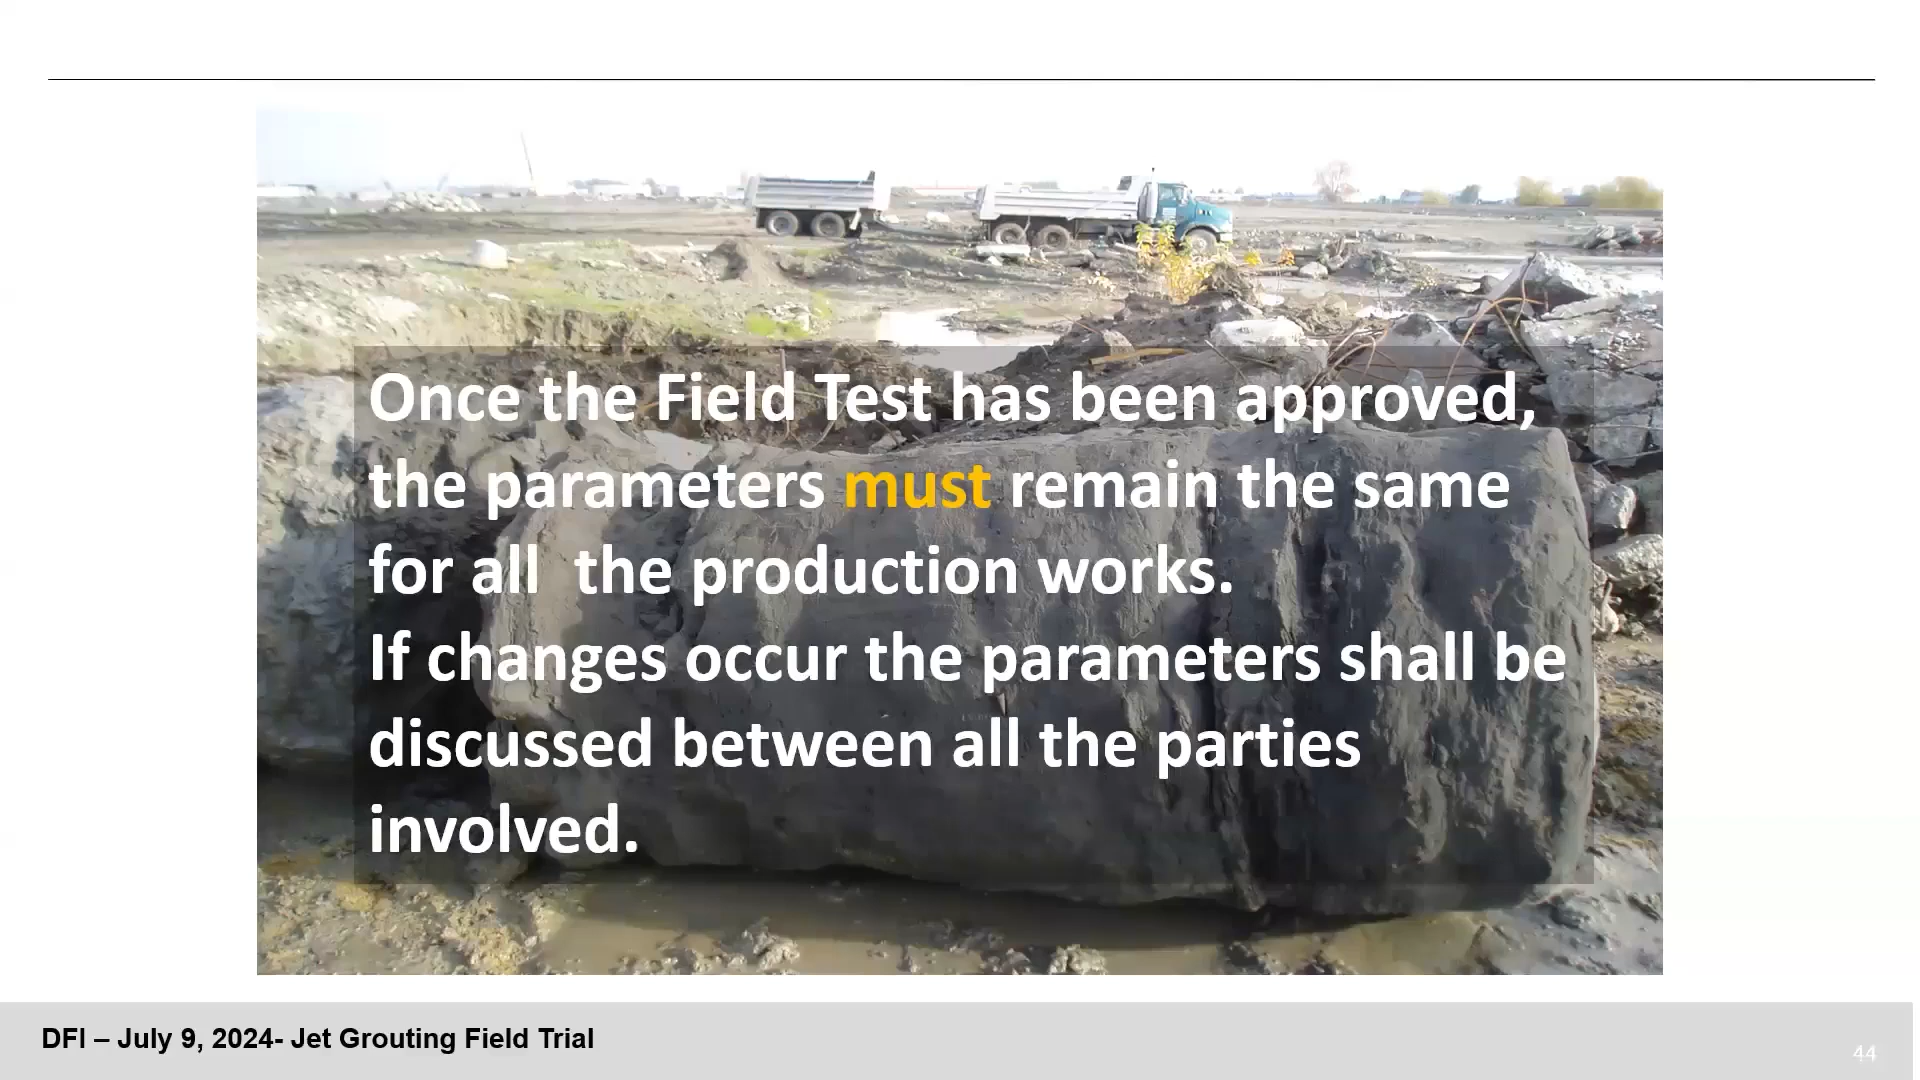 Once the Field Test has been approved,
the parameters must remain the same
for all  the production works.
If changes occur the parameters shall be
discussed between all the parties
involved.
DFI – July 9, 2024- Jet Grouting Field Trial
44